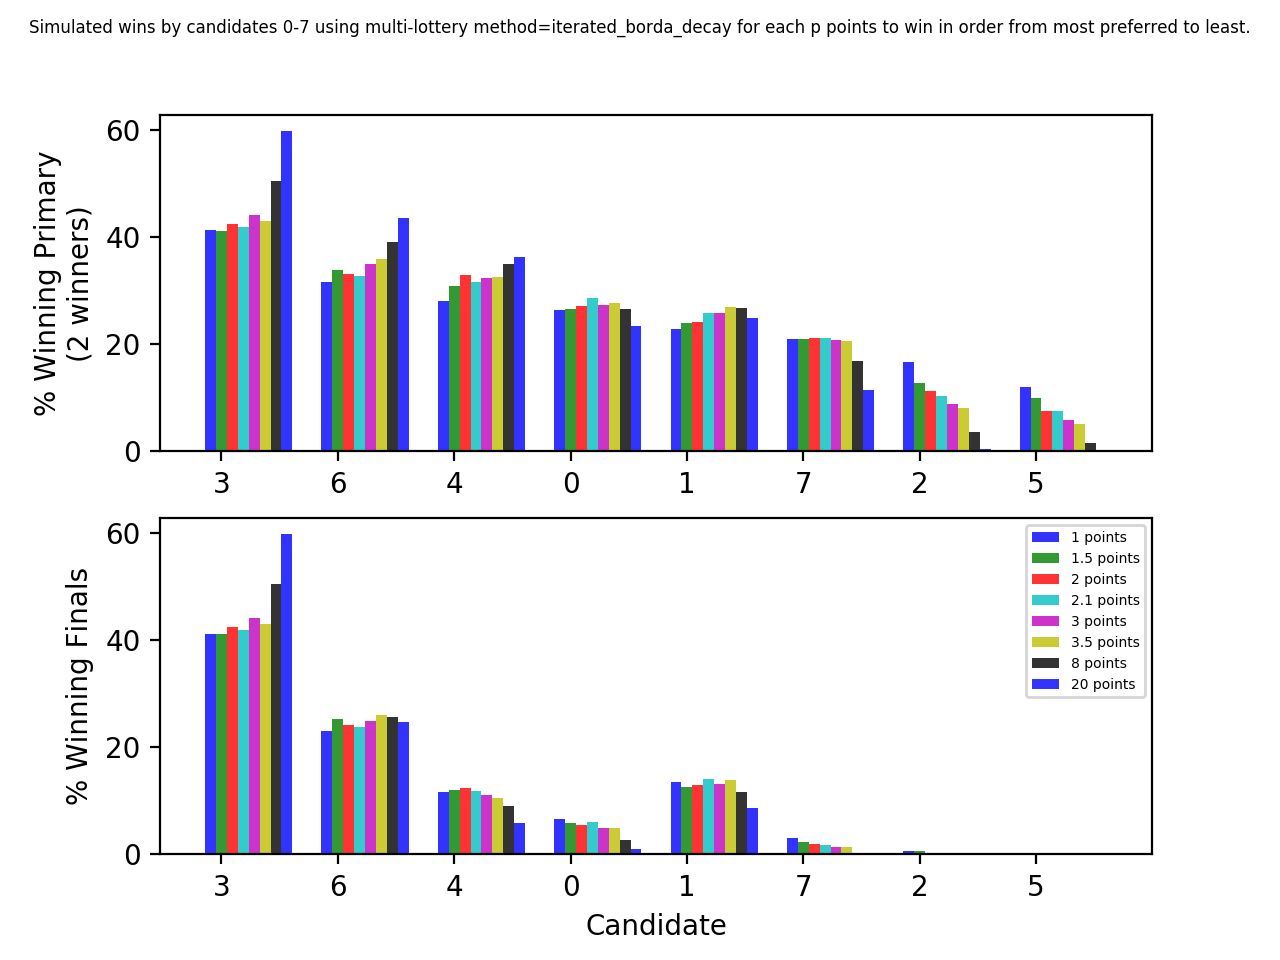 Simulated wins by candidates 0-7 using multi-lottery method=iterated_borda_decay for each p points to win in order from most preferred to least.
% Winning Primary
(2 winners)
60
40
20
0
3 6 4 0 1 7 2 5
% Winning Finals
60
40
20
0
1 points
1.5 points
2 points
2.1 points
3 points
3.5 points
8 points
20 points
3 6 4 0 1 7 2 5
Candidate